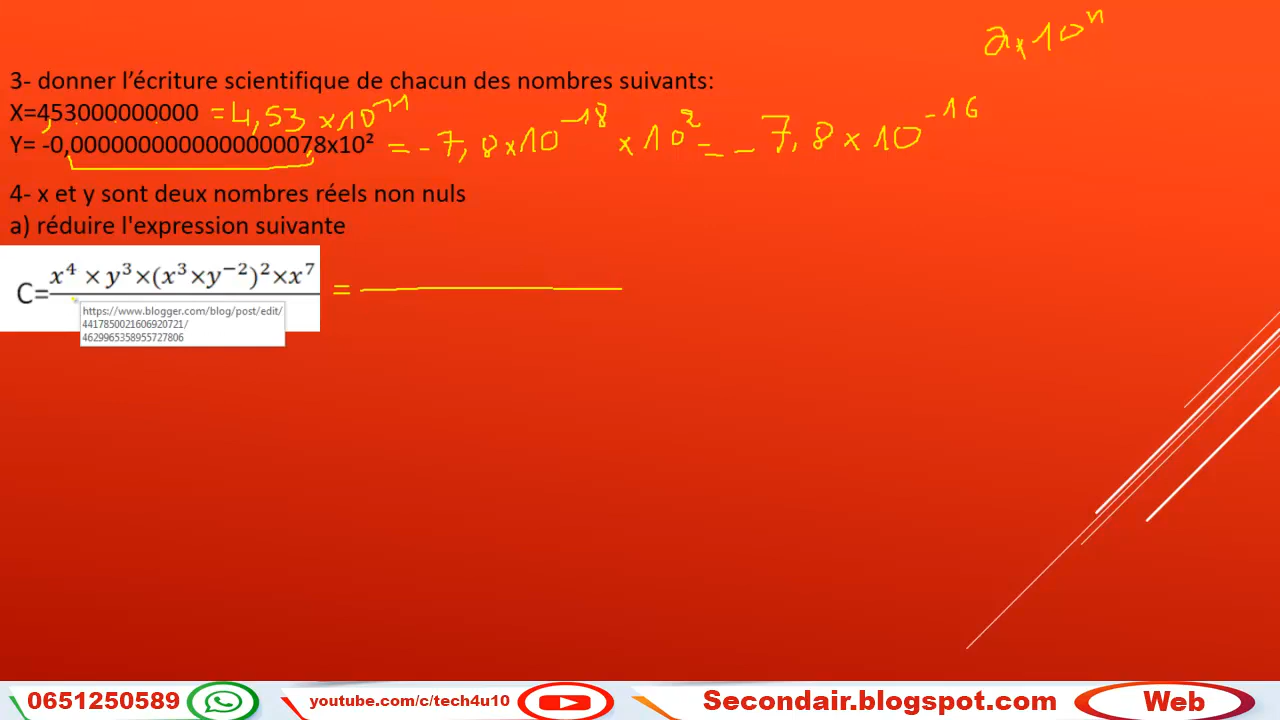 a×10ⁿ
3- donner l’écriture scientifique de chacun des nombres suivants:
X=453000000000 = 4,53 ×10¹¹
Y= -0,00000000000000000078x10² = -7,8×10⁻¹⁸ ×10² = -7,8×10⁻¹⁶
4- x et y sont deux nombres réels non nuls
a) réduire l'expression suivante
C= x⁴ × y³×(x³×y⁻²)²×x⁷ =
https://www.blogger.com/blog/post/edit/
4417850021606920721/
4629965358955727806
0651250589 youtube.com/c/tech4u10 Secondair.blogspot.com Web